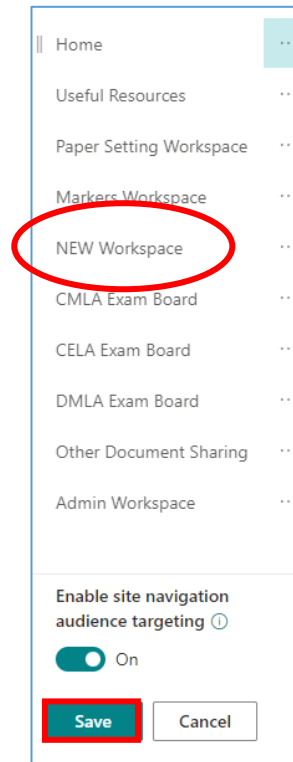 Home
Useful Resources
Paper Setting Workspace
Markers Workspace
NEW Workspace
CMLA Exam Board
CELA Exam Board
DMLA Exam Board
Other Document Sharing
Admin Workspace
Enable site navigation
audience targeting
On
Save Cancel